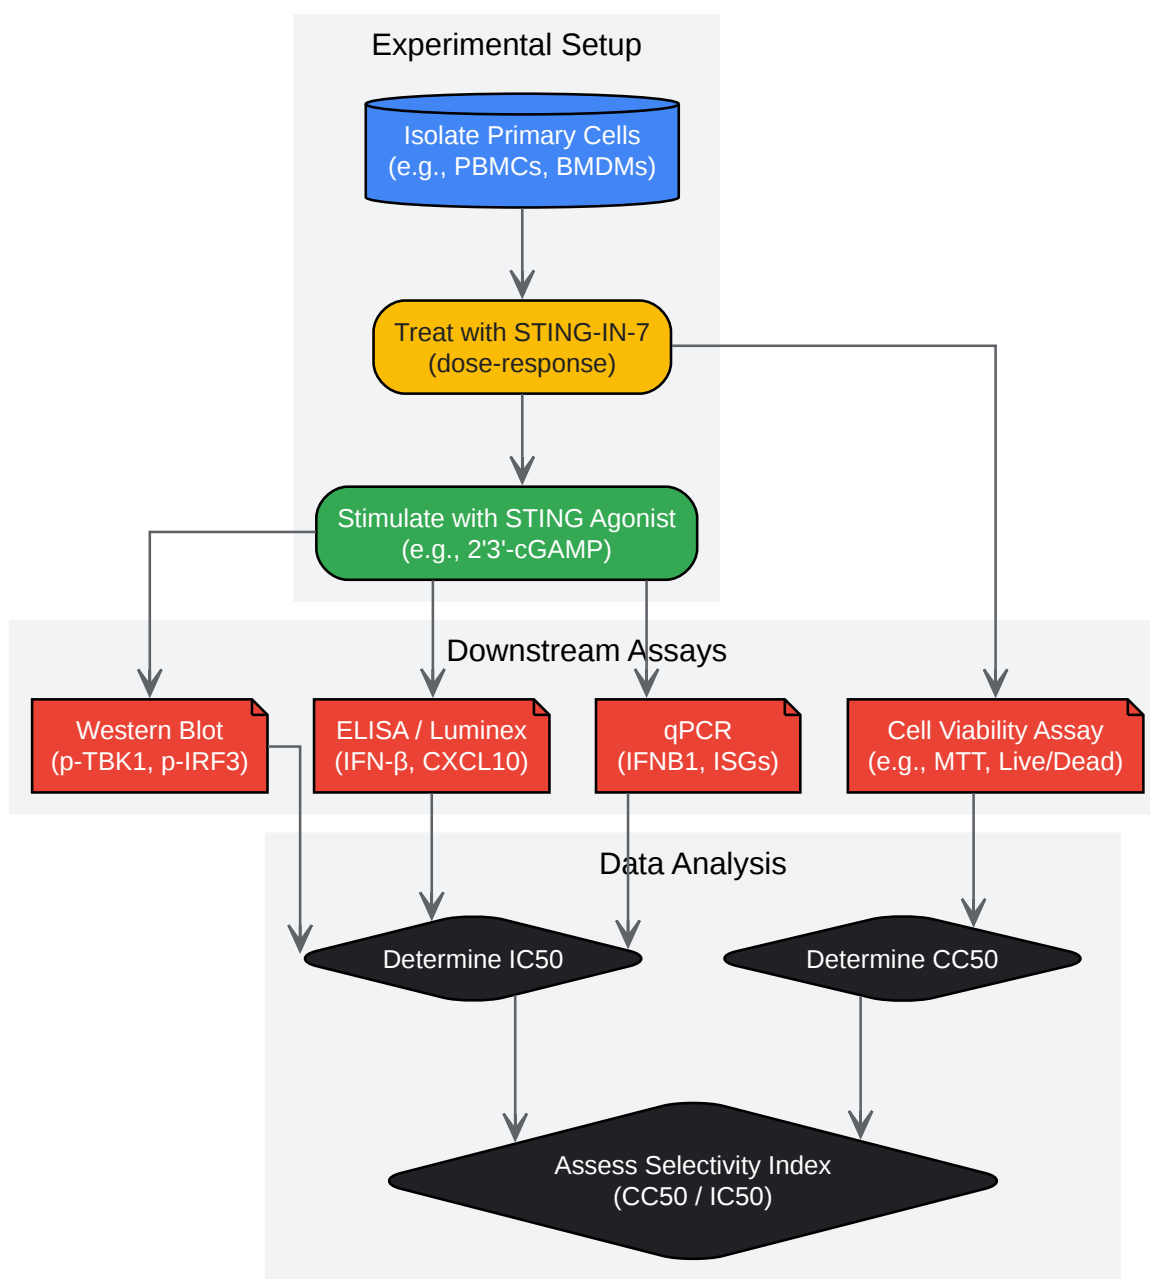 Experimental Setup
Isolate Primary Cells
(e.g., PBMCs, BMDMs)
Treat with STING-IN-7
(dose-response)
Stimulate with STING Agonist
(e.g., 2'3'-cGAMP)
Downstream Assays
Western Blot
(p-TBK1, p-IRF3)
ELISA / Luminex
(IFN-β, CXCL10)
qPCR
(IFNB1, ISGs)
Cell Viability Assay
(e.g., MTT, Live/Dead)
Data Analysis
Determine IC50
Determine CC50
Assess Selectivity Index
(CC50 / IC50)